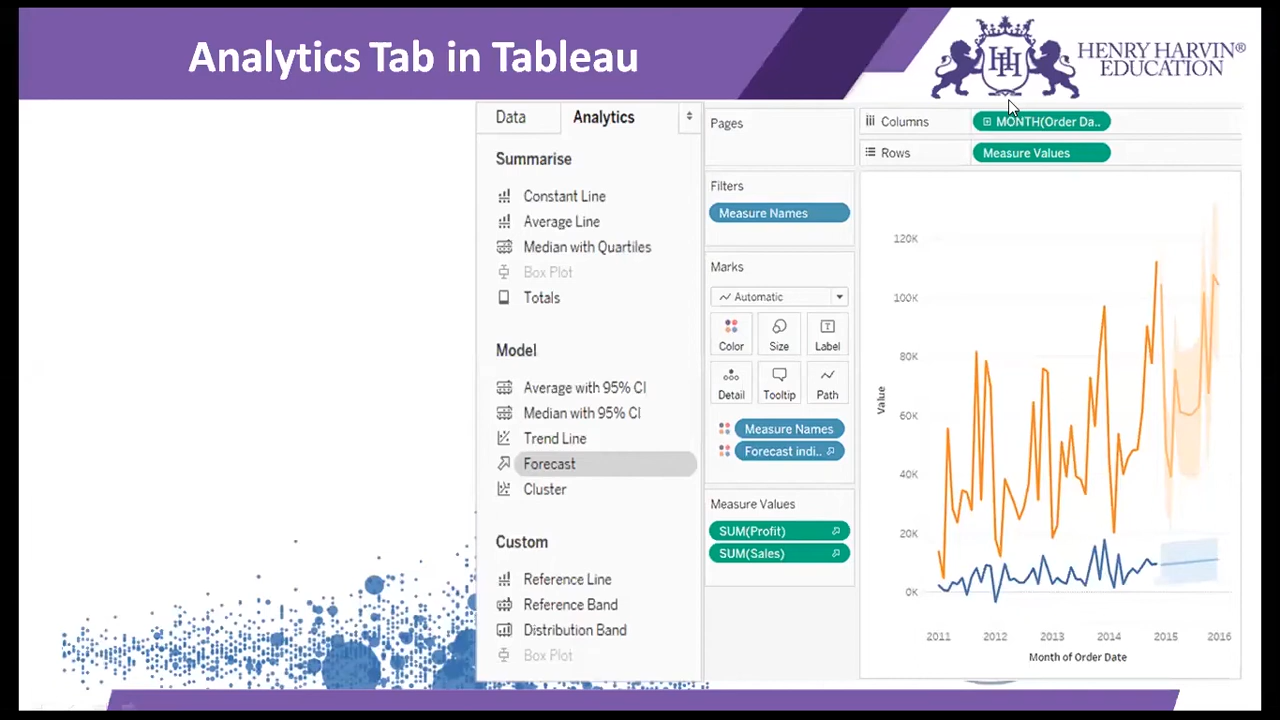 Analytics Tab in Tableau
HENRY HARVIN®
EDUCATION
Data
Analytics
Summarise
Constant Line
Average Line
Median with Quartiles
Box Plot
Totals
Model
Average with 95% CI
Median with 95% CI
Trend Line
Forecast
Cluster
Custom
Reference Line
Reference Band
Distribution Band
Box Plot
Pages
Filters
Measure Names
Marks
Automatic
Color
Size
Label
Detail
Tooltip
Path
Measure Names
Forecast indi..
Measure Values
SUM(Profit)
SUM(Sales)
Columns
MONTH(Order Da..
Rows
Measure Values
120K
100K
80K
60K
40K
20K
0K
Value
2011 2012 2013 2014 2015 2016
Month of Order Date